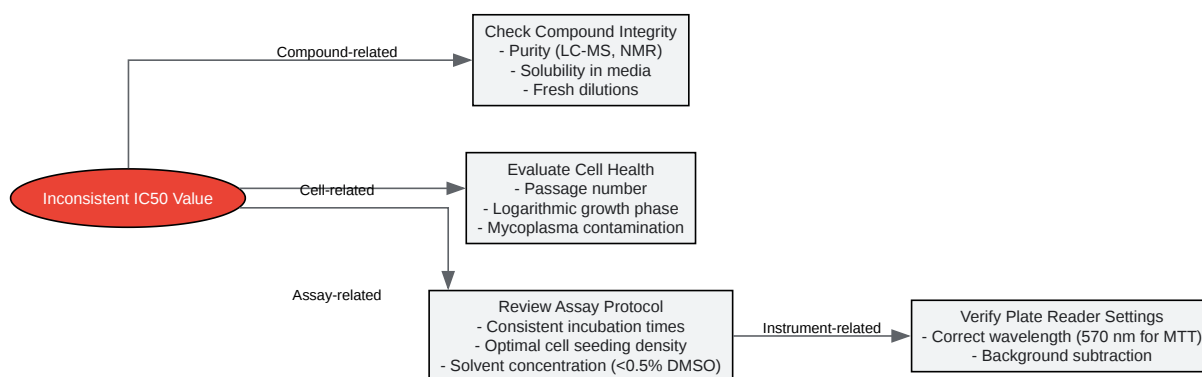 Inconsistent IC50 Value
Compound-related
Check Compound Integrity
- Purity (LC-MS, NMR)
- Solubility in media
- Fresh dilutions
Cell-related
Evaluate Cell Health
- Passage number
- Logarithmic growth phase
- Mycoplasma contamination
Assay-related
Review Assay Protocol
- Consistent incubation times
- Optimal cell seeding density
- Solvent concentration (<0.5% DMSO)
Instrument-related
Verify Plate Reader Settings
- Correct wavelength (570 nm for MTT)
- Background subtraction